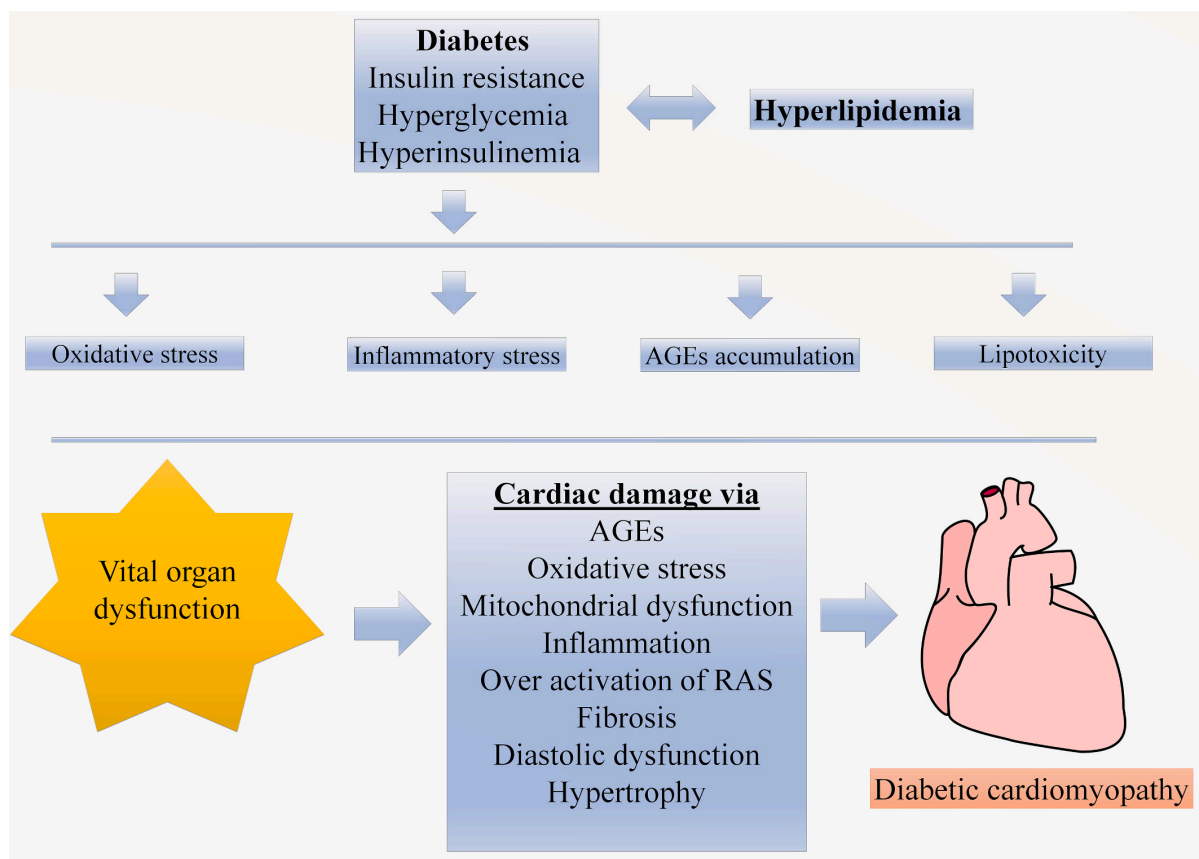 Diabetes
Insulin resistance
Hyperglycemia
Hyperinsulinemia
Hyperlipidemia
Oxidative stress
Inflammatory stress
AGEs accumulation
Lipotoxicity
Vital organ
dysfunction
Cardiac damage via
AGEs
Oxidative stress
Mitochondrial dysfunction
Inflammation
Over activation of RAS
Fibrosis
Diastolic dysfunction
Hypertrophy
Diabetic cardiomyopathy